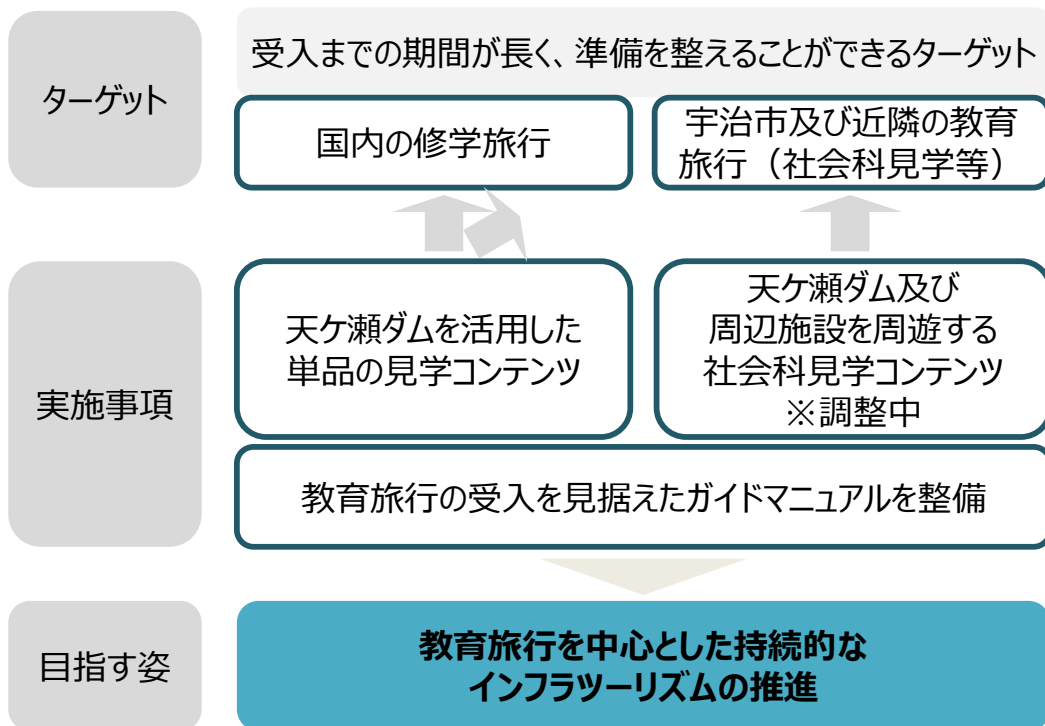 ターゲット
受入までの期間が長く、準備を整えることができるターゲット
国内の修学旅行
宇治市及び近隣の教育
旅行（社会科見学等）
実施事項
天ケ瀬ダムを活用した
単品の見学コンテンツ
天ケ瀬ダム及び
周辺施設を周遊する
社会科見学コンテンツ
※調整中
教育旅行の受入を見据えたガイドマニュアルを整備
目指す姿
教育旅行を中心とした持続的な
インフラツーリズムの推進